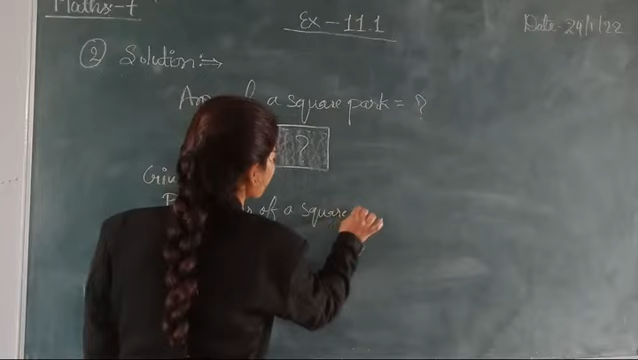 Maths-7
Ex-11.1
Date-24/1/22
② Solution:⇒
a square park = ?
?
of a square